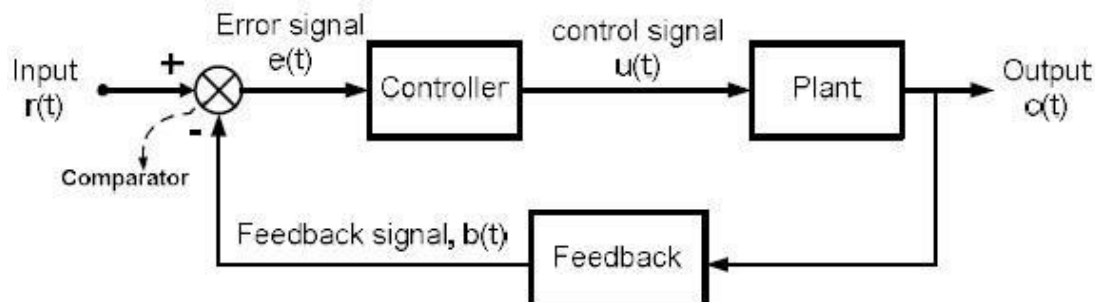 Input
r(t)
+
-
Comparator
Error signal
e(t)
Controller
control signal
u(t)
Plant
Output
c(t)
Feedback signal, b(t)
Feedback